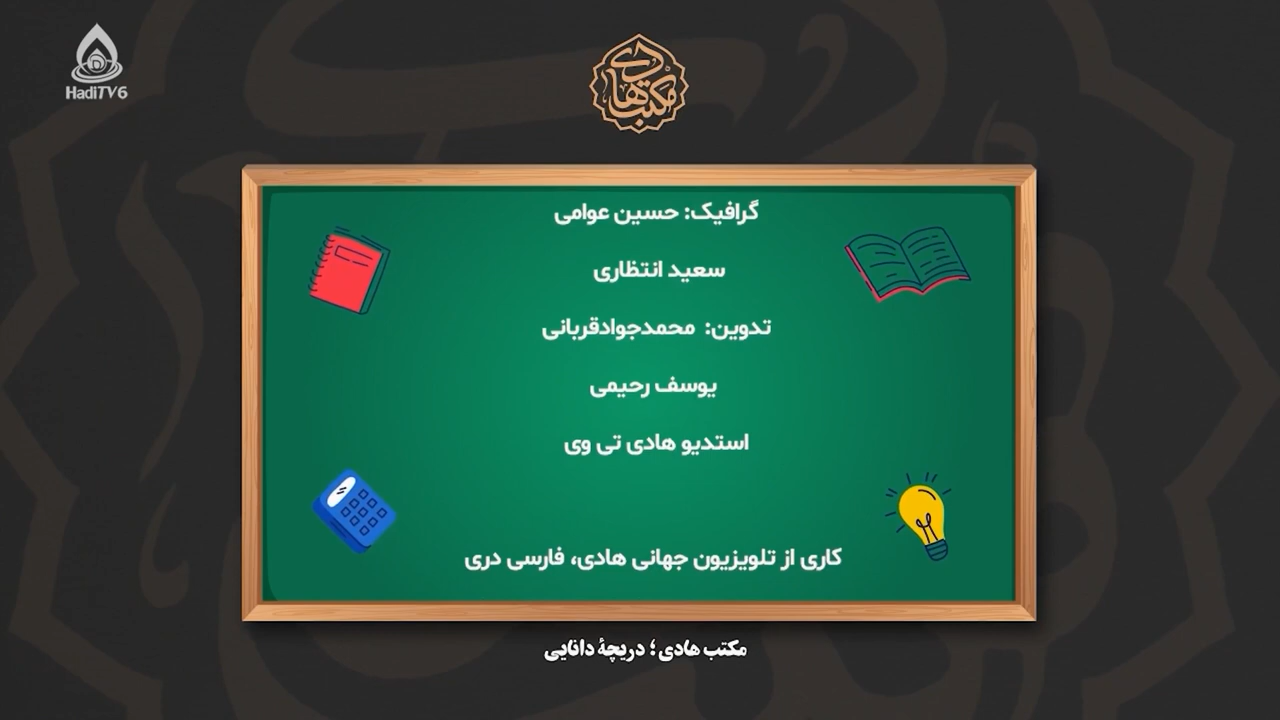 HadiTV6
مکتب هادی
گرافیک: حسین عوامی
سعید انتظاری
تدوین: محمدجوادقربانی
یوسف رحیمی
استدیو هادی تی وی
کاری از تلویزیون جهانی هادی، فارسی دری
مکتب هادی؛ دریچهٔ دانایی